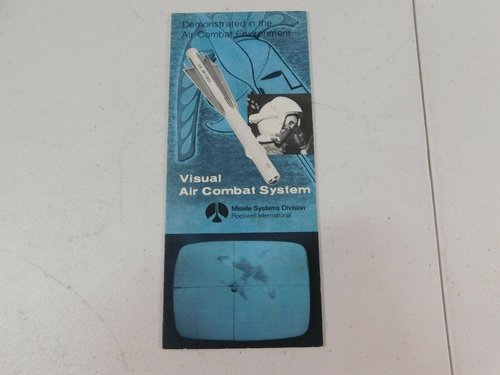 Demonstrated in the
Air Combat Environment
Visual
Air Combat System
Missile Systems Division
Rockwell International